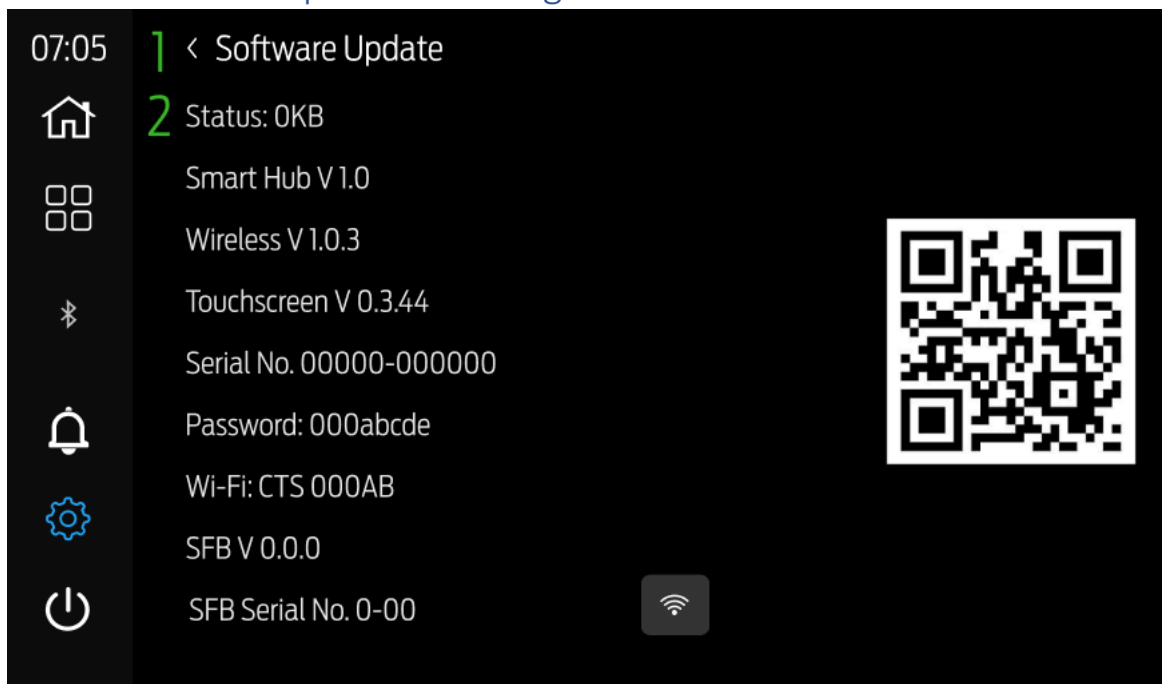 07:05
1 < Software Update
2 Status: 0KB
Smart Hub V 1.0
Wireless V 1.0.3
Touchscreen V 0.3.44
Serial No. 00000-000000
Password: 000abcde
Wi-Fi: CTS 000AB
SFB V 0.0.0
SFB Serial No. 0-00